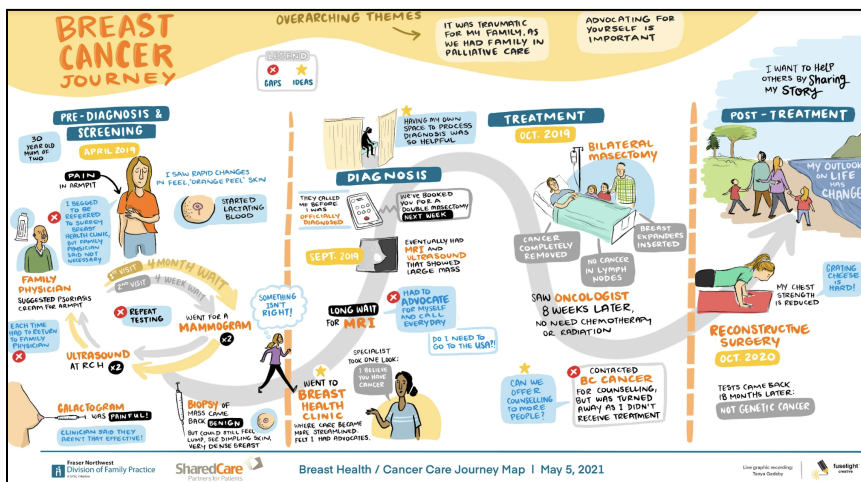 BREAST
CANCER
JOURNEY
OVERARCHING THEMES
IT WAS TRAUMATIC
FOR MY FAMILY, AS
WE HAD FAMILY IN
PALLIATIVE CARE
ADVOCATING FOR
YOURSELF IS
IMPORTANT
LEGEND
GAPS
IDEAS
PRE-DIAGNOSIS &
SCREENING
APRIL 2019
30
YEAR OLD
MUM OF
TWO
PAIN
IN ARMPIT
I SAW RAPID CHANGES
IN FEEL, 'ORANGE PEEL' SKIN
STARTED
LACTATING
BLOOD
I BEGGED
TO BE
REFERRED
TO SURREY
BREAST
HEALTH CLINIC,
BUT FAMILY
PHYSICIAN
SAID NOT
NECESSARY
FAMILY
PHYSICIAN
SUGGESTED PSORIASIS
CREAM FOR ARMPIT
1ST VISIT
4 MONTH WAIT
2ND VISIT
4 WEEK WAIT
REPEAT
TESTING
WENT FOR A
MAMMOGRAM
x2
EACH TIME
HAD TO RETURN
TO FAMILY
PHYSICIAN
ULTRASOUND
AT RCH x2
GALACTOGRAM
WAS PAINFUL!
CLINICIAN SAID THEY
AREN'T THAT EFFECTIVE!
BIOPSY OF
MASS CAME
BACK BENIGN
BUT COULD STILL FEEL
LUMP, SEE DIMPLING SKIN,
VERY DENSE BREAST
SOMETHING
ISN'T
RIGHT!
HAVING MY OWN
SPACE TO PROCESS
DIAGNOSIS WAS
SO HELPFUL
DIAGNOSIS
THEY CALLED
ME BEFORE
I WAS
OFFICIALLY
DIAGNOSED
WE'VE BOOKED
YOU FOR A
DOUBLE MASECTOMY
NEXT WEEK
SEPT. 2019
EVENTUALLY HAD
MRI AND
ULTRASOUND
THAT SHOWED
LARGE MASS
LONG WAIT
FOR MRI
HAD TO
ADVOCATE
FOR MYSELF
AND CALL
EVERYDAY
DO I NEED TO
GO TO THE USA?!
SPECIALIST
TOOK ONE LOOK:
I BELIEVE
YOU HAVE
CANCER
WENT TO
BREAST
HEALTH
CLINIC
WHERE CARE BECAME
MORE STREAMLINED.
FELT I HAD ADVOCATES.
TREATMENT
OCT. 2019
BILATERAL
MASECTOMY
CANCER
COMPLETELY
REMOVED
NO CANCER
IN LYMPH
NODES
BREAST
EXPANDERS
INSERTED
SAW ONCOLOGIST
8 WEEKS LATER,
NO NEED CHEMOTHERAPY
OR RADIATION
CAN WE
OFFER
COUNSELLING
TO MORE
PEOPLE?
CONTACTED
BC CANCER
FOR COUNSELLING,
BUT WAS TURNED
AWAY AS I DIDN'T
RECEIVE TREATMENT
I WANT TO HELP
OTHERS BY SHARING
MY STORY
POST-TREATMENT
MY OUTLOOK
ON LIFE
HAS
CHANGED
MY CHEST
STRENGTH
IS REDUCED
GRATING
CHEESE IS
HARD!
RECONSTRUCTIVE
SURGERY
OCT. 2020
TESTS CAME BACK
18 MONTHS LATER:
NOT GENETIC CANCER
Fraser Northwest
Division of Family Practice
SharedCare
Partners for Patients
Breast Health / Cancer Care Journey Map | May 5, 2021
Live graphic recording:
Tanya Gadsby
fuselight
creative